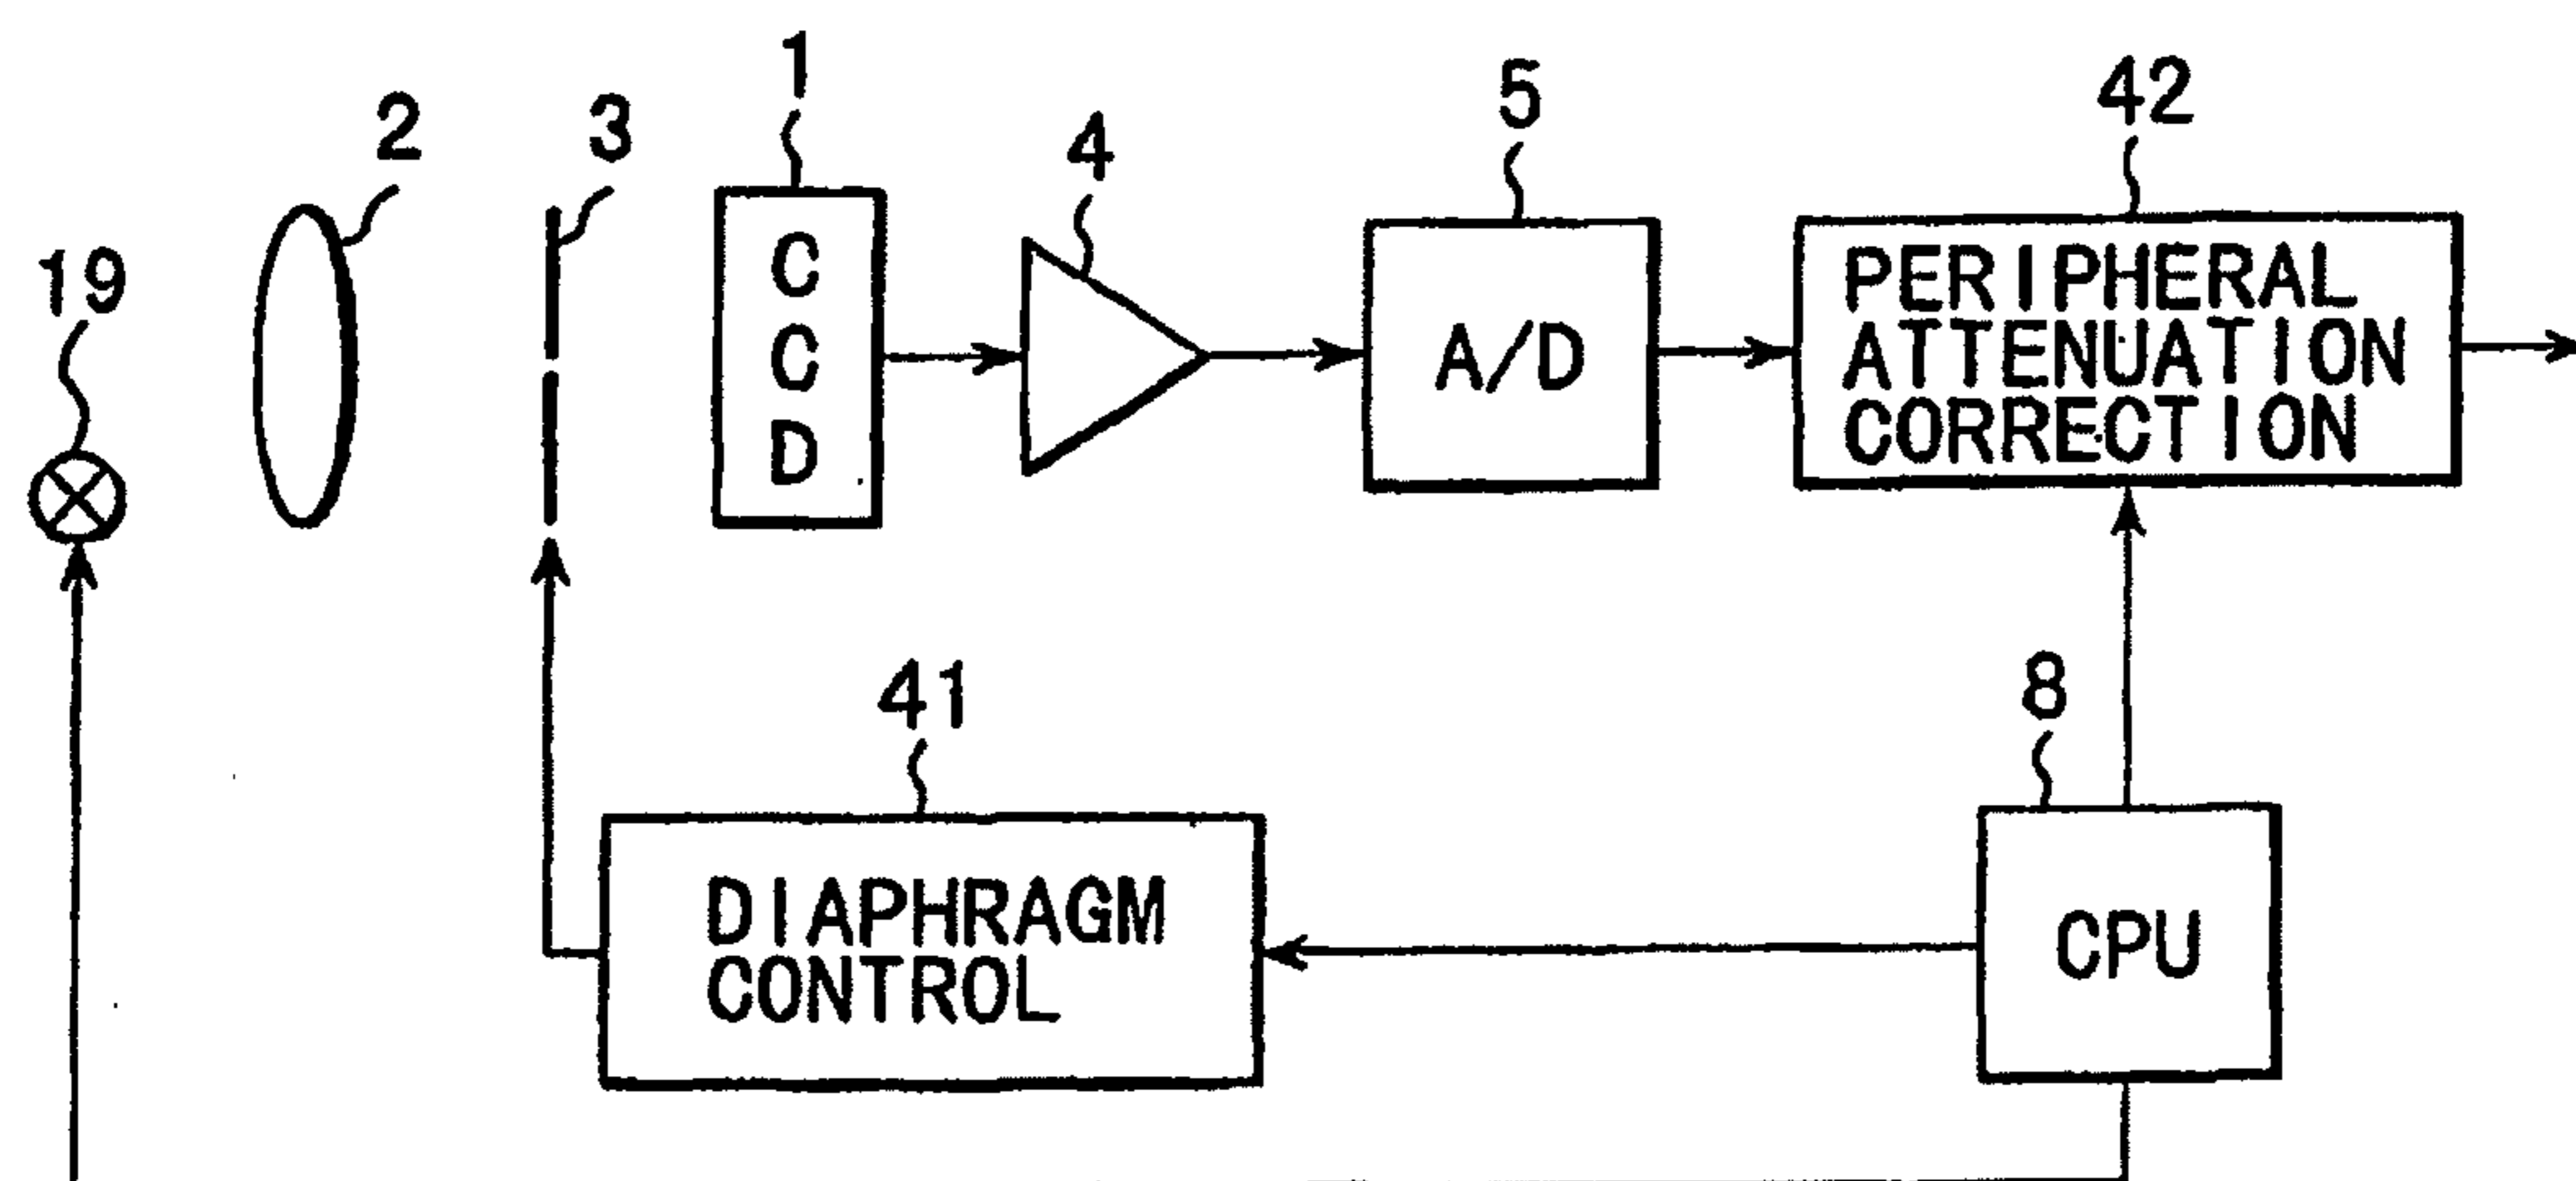 1
2
3
4
5
42
19
C
C
D
A/D
PERIPHERAL
ATTENUATION
CORRECTION
41
8
DIAPHRAGM
CONTROL
CPU